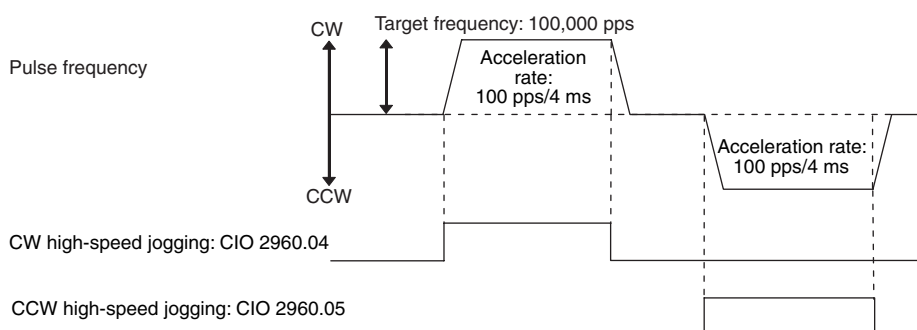 CW
Target frequency: 100,000 pps
Pulse frequency
Acceleration
rate:
100 pps/4 ms
Acceleration rate:
100 pps/4 ms
CCW
CW high-speed jogging: CIO 2960.04
CCW high-speed jogging: CIO 2960.05